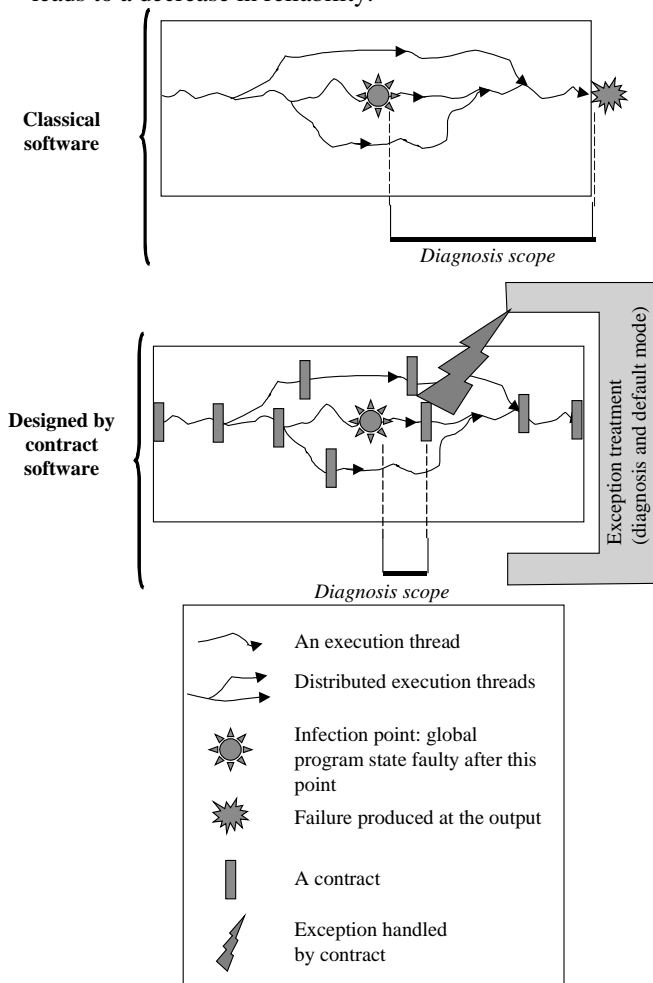 leads to a decrease in reliability.
Classical
software
Diagnosis scope
Designed by
contract
software
Exception treatment
(diagnosis and default mode)
Diagnosis scope
An execution thread
Distributed execution threads
Infection point: global
program state faulty after this
point
Failure produced at the output
A contract
Exception handled
by contract